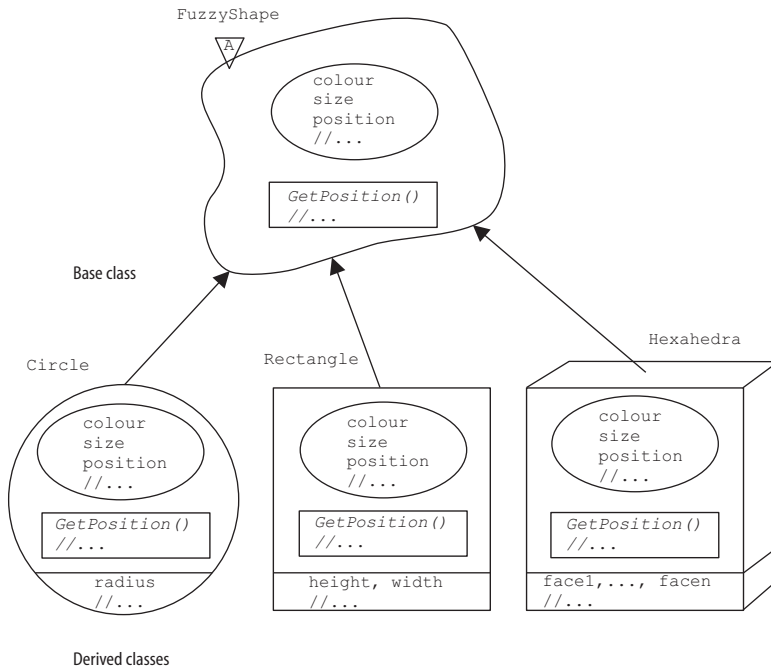 FuzzyShape
A
colour
size
position
//...
GetPosition()
//...
Base class
Circle
Rectangle
Hexahedra
colour
size
position
//...
GetPosition()
//...
radius
//...
colour
size
position
//...
GetPosition()
//...
height, width
//...
colour
size
position
//...
GetPosition()
//...
face1,..., facen
//...
Derived classes